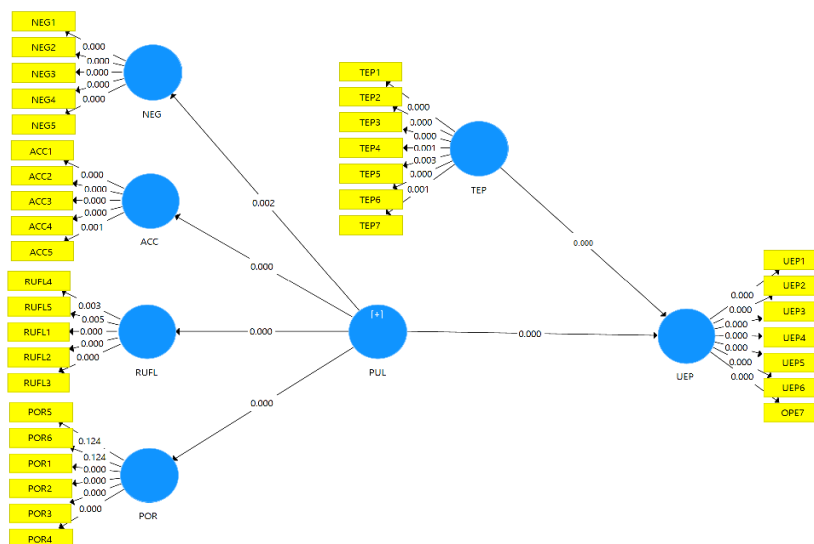 NEG1
NEG2
NEG3
NEG4
NEG5
0.000
0.000
0.000
0.000
0.000
NEG
ACC1
ACC2
ACC3
ACC4
ACC5
0.000
0.000
0.000
0.000
0.001
ACC
RUFL4
RUFL5
RUFL1
RUFL2
RUFL3
0.003
0.005
0.000
0.000
0.000
RUFL
POR5
POR6
POR1
POR2
POR3
POR4
0.124
0.124
0.000
0.000
0.000
0.000
POR
0.002
0.000
0.000
0.000
[+]
PUL
0.000
TEP1
TEP2
TEP3
TEP4
TEP5
TEP6
TEP7
0.000
0.000
0.000
0.001
0.003
0.000
0.001
TEP
0.000
UEP
0.000
0.000
0.000
0.000
0.000
0.000
0.000
UEP1
UEP2
UEP3
UEP4
UEP5
UEP6
OPE7